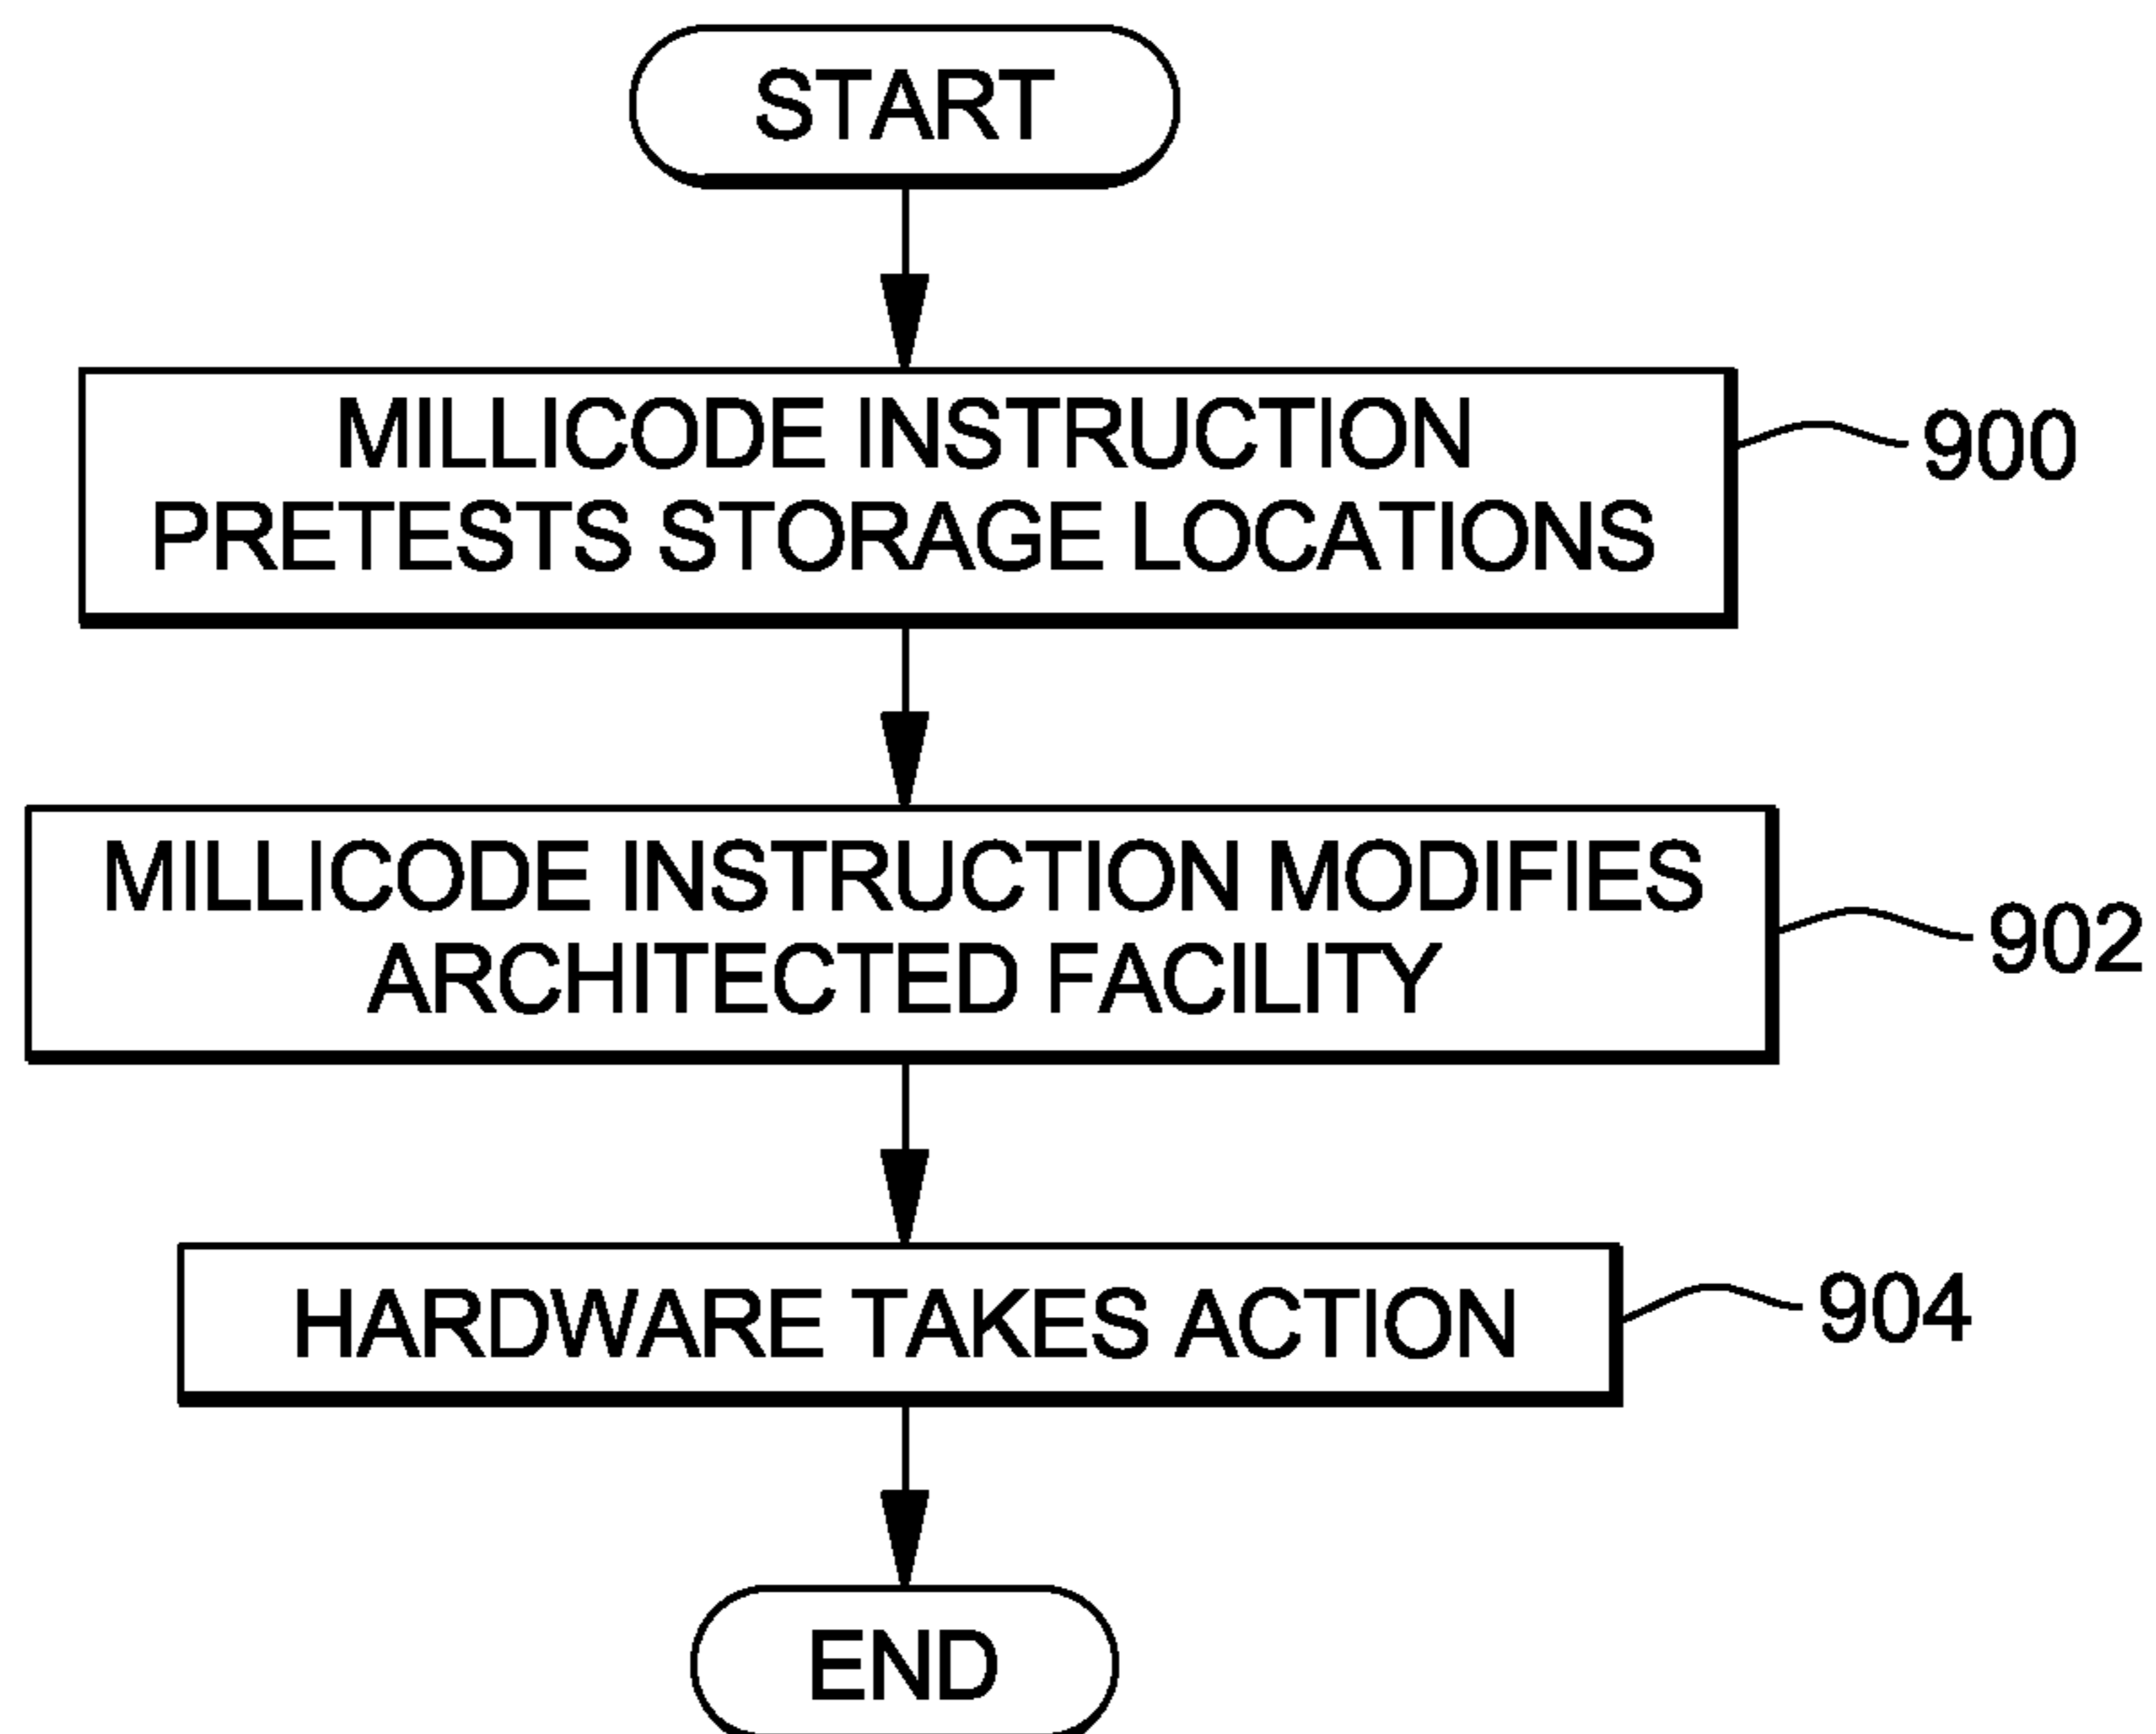 START
MILLICODE INSTRUCTION
PRETESTS STORAGE LOCATIONS
900
MILLICODE INSTRUCTION MODIFIES
ARCHITECTED FACILITY
902
HARDWARE TAKES ACTION
904
END